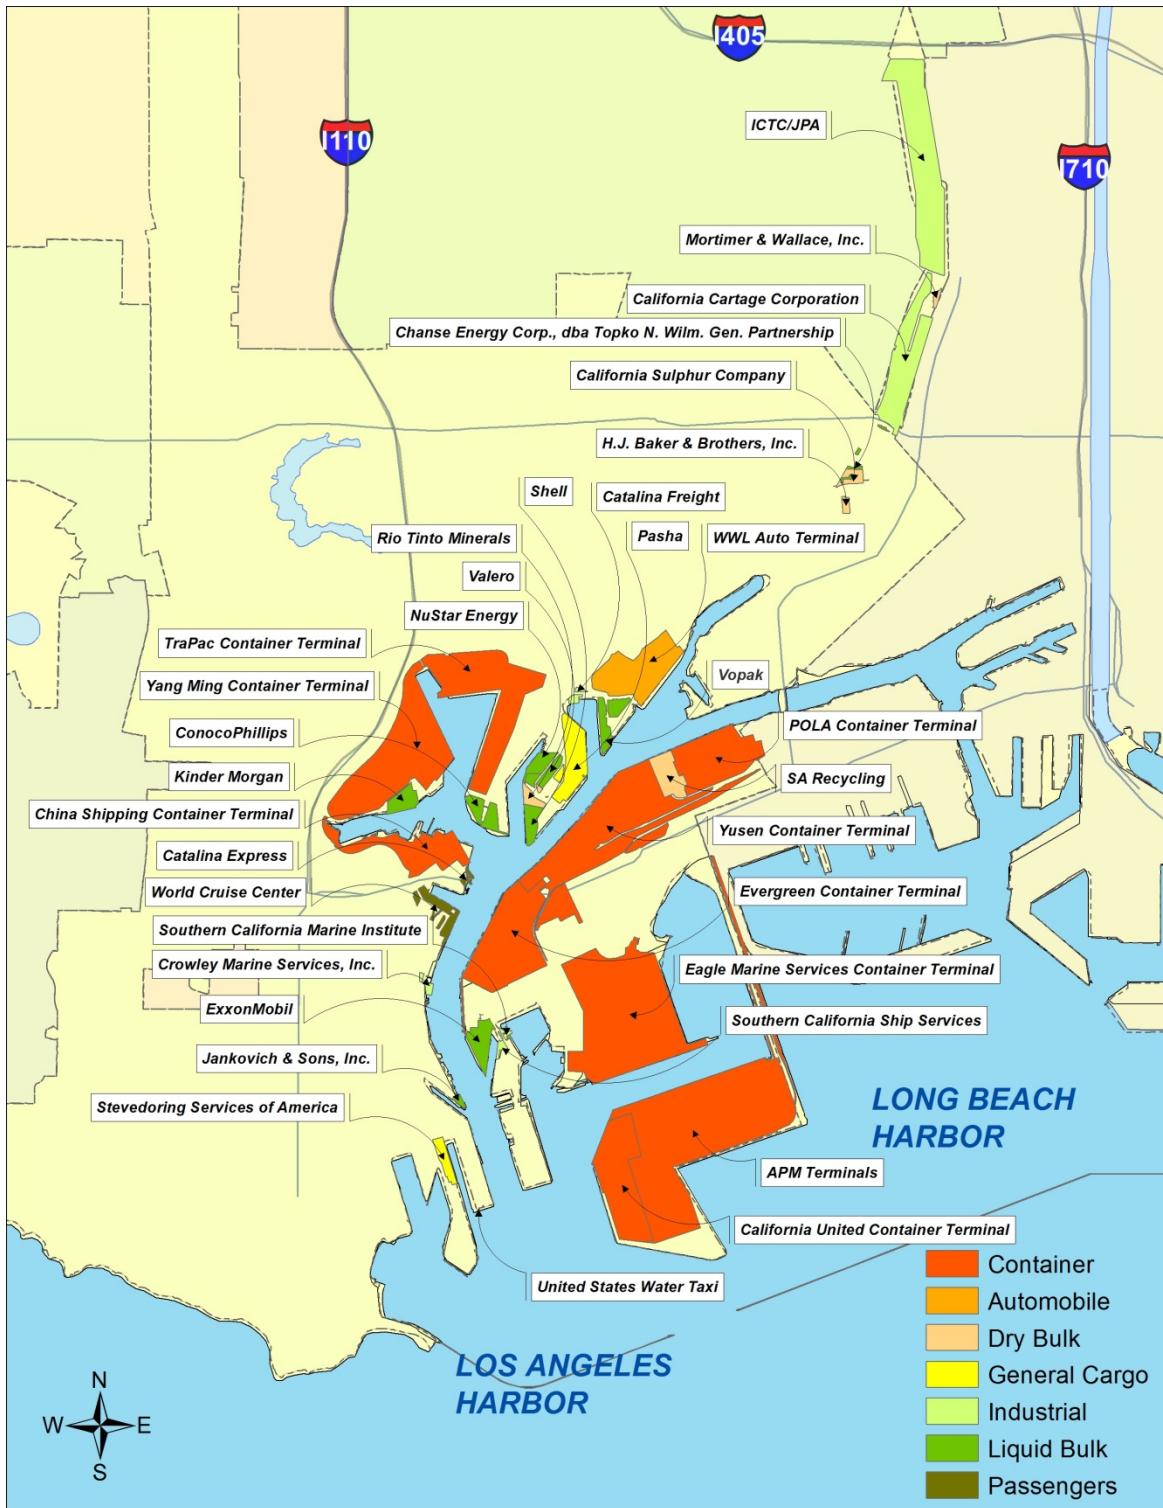 I405
I110
ICTC/JPA
I710
Mortimer & Wallace, Inc.
California Cartage Corporation
Chanse Energy Corp., dba Topko N. Wilm. Gen. Partnership
California Sulphur Company
H.J. Baker & Brothers, Inc.
Shell
Catalina Freight
Rio Tinto Minerals
Pasha
WWL Auto Terminal
Valero
NuStar Energy
TraPac Container Terminal
Vopak
Yang Ming Container Terminal
POLA Container Terminal
ConocoPhillips
Kinder Morgan
SA Recycling
China Shipping Container Terminal
Yusen Container Terminal
Catalina Express
World Cruise Center
Evergreen Container Terminal
Southern California Marine Institute
Crowley Marine Services, Inc.
Eagle Marine Services Container Terminal
ExxonMobil
Southern California Ship Services
Jankovich & Sons, Inc.
Stevedoring Services of America
LONG BEACH
HARBOR
APM Terminals
California United Container Terminal
United States Water Taxi
LOS ANGELES
HARBOR
Container
Automobile
Dry Bulk
General Cargo
Industrial
Liquid Bulk
Passengers
N
W E
S